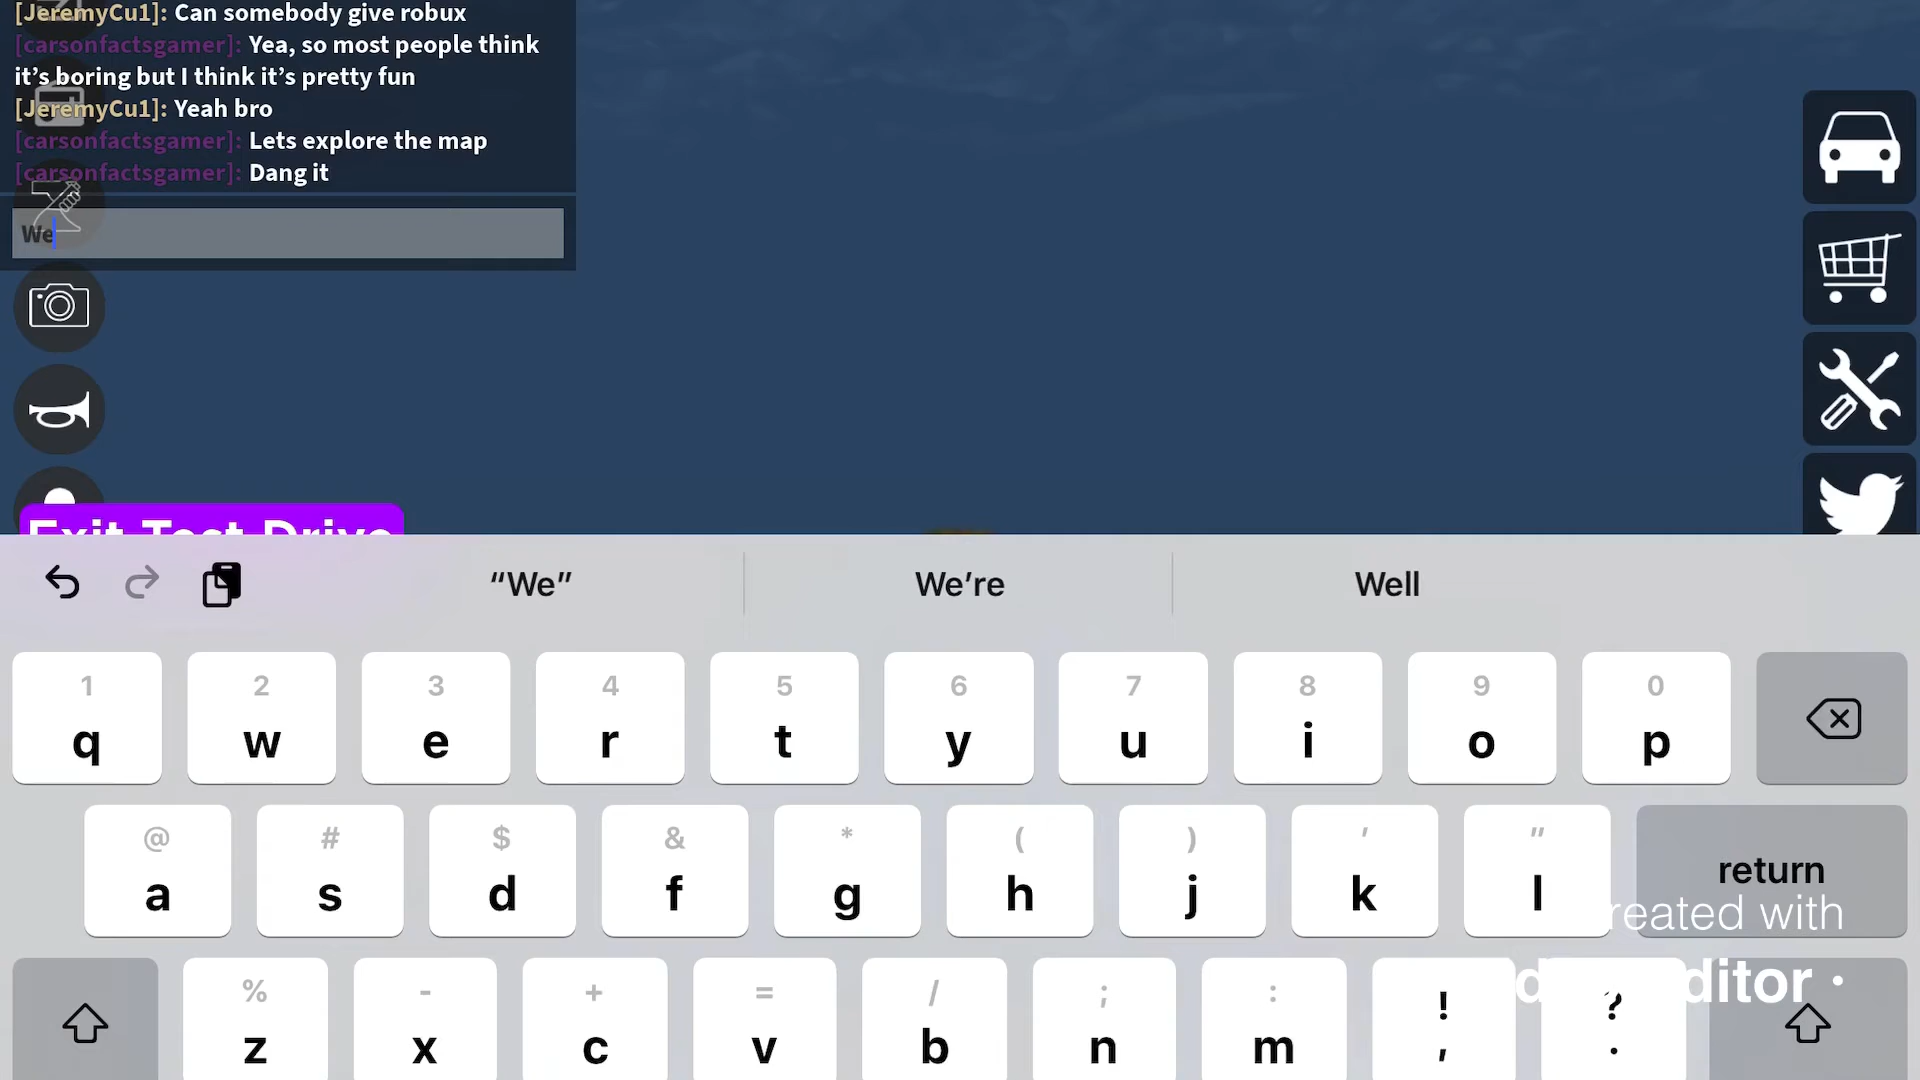 [JeremyCu1]: Can somebody give robux
[carsonfactsgamer]: Yea, so most people think
it’s boring but I think it’s pretty fun
[JeremyCu1]: Yeah bro
[carsonfactsgamer]: Lets explore the map
[carsonfactsgamer]: Dang it
We
Exit Test Drive
“We” We’re Well
1 2 3 4 5 6 7 8 9 0
q w e r t y u i o p
@ # $ & * ( ) ' "
a s d f g h j k l return
reated with
% - + = / ; : ! ?
ditor ·
z x c v b n m , .